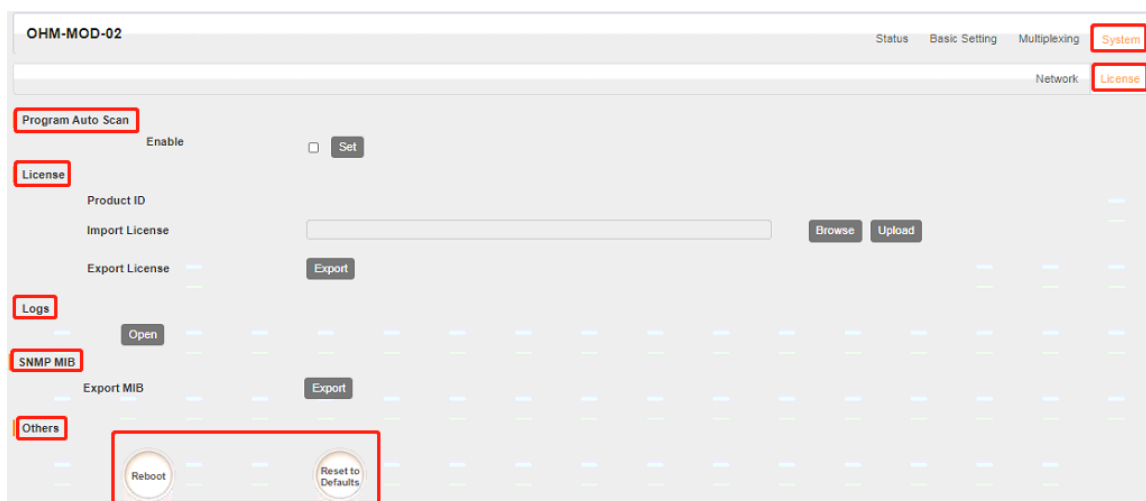 OHM-MOD-02
Status Basic Setting Multiplexing System
Network License
Program Auto Scan
Enable Set
License
Product ID
Import License Browse Upload
Export License Export
Logs
Open
SNMP MIB
Export MIB Export
Others
Reboot Reset to
Defaults